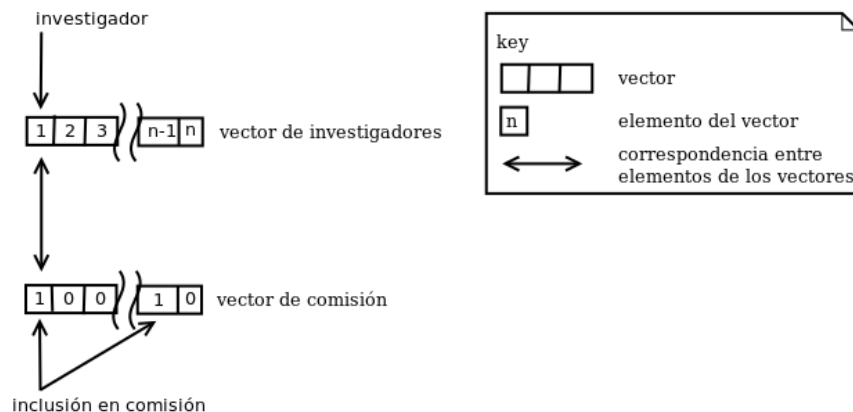 investigador
1 2 3 n-1 n vector de investigadores
1 0 0 1 0 vector de comisión
inclusión en comisión
key
vector
n elemento del vector
correspondencia entre
elementos de los vectores